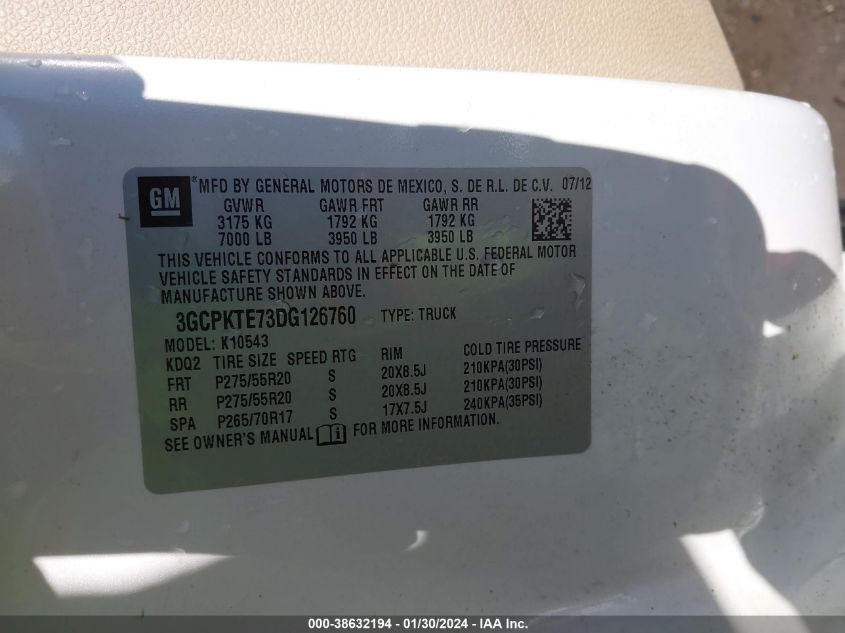 GM
® MFD BY GENERAL MOTORS DE MEXICO, S. DE R.L. DE C.V. 07/12
GVWR GAWR FRT GAWR RR
3175 KG 1792 KG 1792 KG
7000 LB 3950 LB 3950 LB
THIS VEHICLE CONFORMS TO ALL APPLICABLE U.S. FEDERAL MOTOR
VEHICLE SAFETY STANDARDS IN EFFECT ON THE DATE OF
MANUFACTURE SHOWN ABOVE.
3GCPKTE73DG126760 TYPE: TRUCK
MODEL: K10543
KDQ2 TIRE SIZE SPEED RTG RIM COLD TIRE PRESSURE
FRT P275/55R20 S 20X8.5J 210KPA(30PSI)
RR P275/55R20 S 20X8.5J 210KPA(30PSI)
SPA P265/70R17 S 17X7.5J 240KPA(35PSI)
SEE OWNER'S MANUAL i FOR MORE INFORMATION.
000-38632194 - 01/30/2024 - IAA Inc.